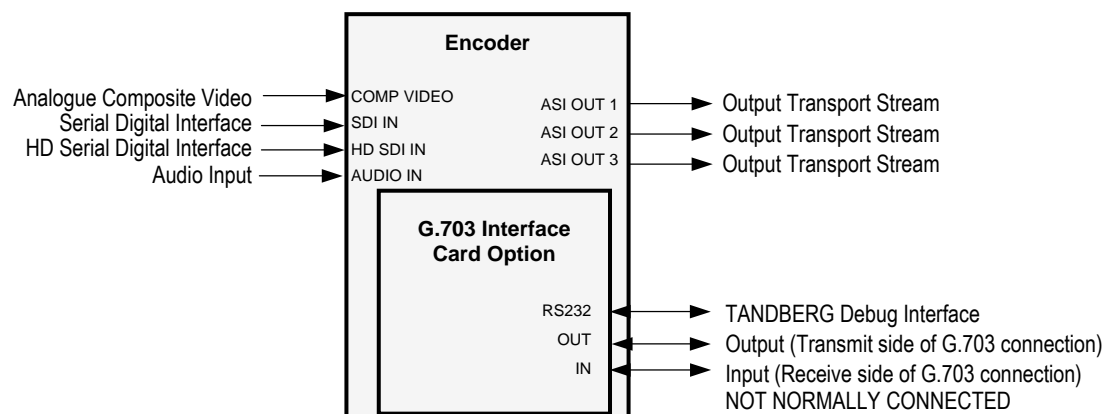 Encoder
Analogue Composite Video
Serial Digital Interface
HD Serial Digital Interface
Audio Input
COMP VIDEO
SDI IN
HD SDI IN
AUDIO IN
ASI OUT 1
ASI OUT 2
ASI OUT 3
Output Transport Stream
Output Transport Stream
Output Transport Stream
G.703 Interface
Card Option
RS232
OUT
IN
TANDBERG Debug Interface
Output (Transmit side of G.703 connection)
Input (Receive side of G.703 connection)
NOT NORMALLY CONNECTED